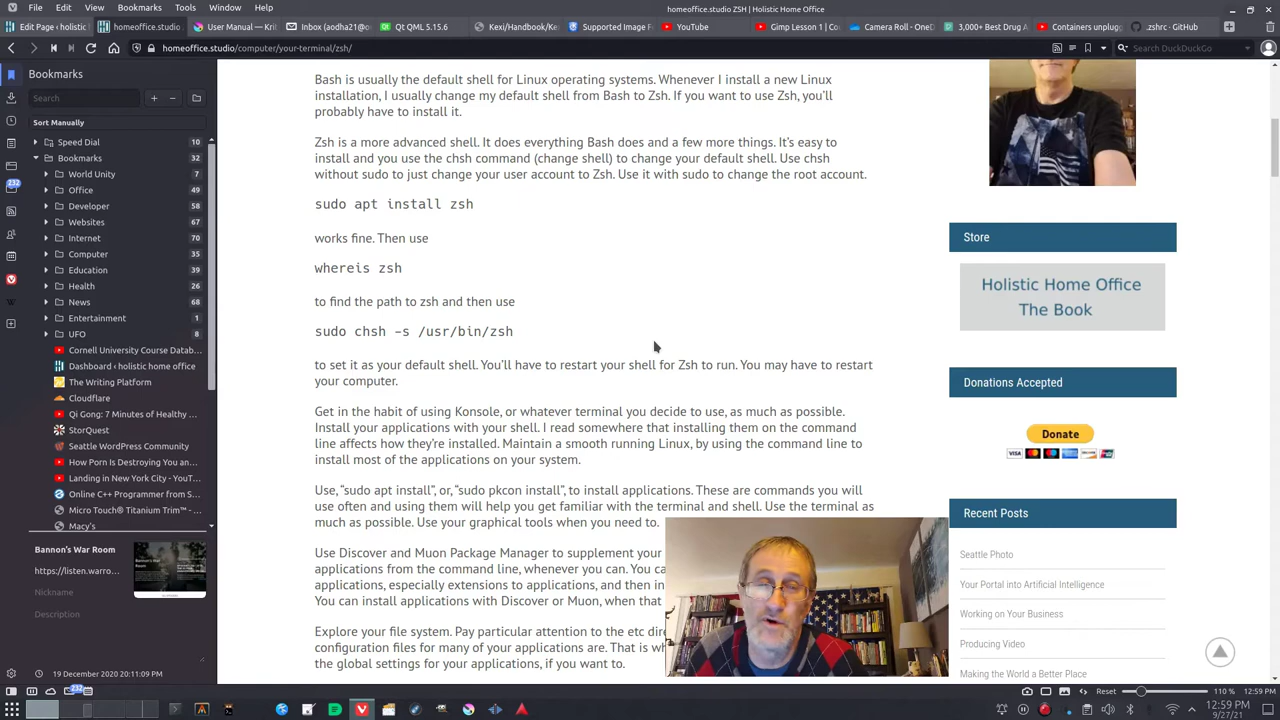 homeoffice.studio ZSH | Holistic Home Office
File Edit View Bookmarks Tools Window Help
Edit Page ‹ Holistic
homeoffice.studio
User Manual — Krit
Inbox (aodha21@g
Qt QML 5.15.6
Kexi/Handbook &
Supported Image F
YouTube
Gimp Lesson | Co
Camera Roll - OneD
3,000+ Best Drug A
Containers unplugg
.zshrc · GitHub
homeoffice.studio/computer/your-terminal/zsh/
Search DuckDuckGo
Bookmarks
Search
Sort Manually
Speed Dial 10
Bookmarks 32
World Unity 7
Office 49
Developer 58
Websites 22
Internet 70
Computer 35
Education 39
Health 26
News 68
Entertainment 1
UFO 8
Cornell University Course Datab...
Dashboard ‹ holistic home office
The Writing Platform
Cloudflare
Qi Gong: 7 Minutes of Healthy ...
StorQuest
Seattle WordPress Community
How Porn Is Destroying You an...
Landing in Washington - YouT...
Online C++ Programmer from S...
Micro Touch® Titanium Trim™ - ...
Macy's
Bannon's War Room
https://listen.warro...
Nickname
Description
19 December 2020 20:11:09 PM
Bash is usually the default shell for Linux operating systems. Whenever I install a new Linux
installation, I usually change my default shell from Bash to Zsh. If you want to use Zsh, you'll
probably have to install it.
Zsh is a more advanced shell. It does everything Bash does and a few more things. It's easy to
install and you use the chsh command (change shell) to change your default shell. Use chsh
without sudo to just change your user account to Zsh. Use it with sudo to change the root account.
sudo apt install zsh
works fine. Then use
whereis zsh
to find the path to zsh and then use
sudo chsh –s /usr/bin/zsh
to set it as your default shell. You'll have to restart your shell for Zsh to run. You may have to restart
your computer.
Get in the habit of using Konsole, or whatever terminal you decide to use, as much as possible.
Install your applications with your shell. I read somewhere that installing them on the command
line affects how they're installed. Maintain a smooth running Linux, by using the command line to
install most of the applications on your system.
Use, “sudo apt install”, or, “sudo pkcon install”, to install applications. These are commands you will
use often and using them will help you get familiar with the terminal and shell. Use the terminal as
much as possible. Use your graphical tools when you need to.
Use Discover and Muon Package Manager to supplement your
applications from the command line, whenever you can. You ca
applications, especially extensions to applications, and then in
You can install applications with Discover or Muon, when that
Explore your file system. Pay particular attention to the etc dire
configuration files for many of your applications are. That is wh
the global settings for your applications, if you want to.
Store
Holistic Home Office
The Book
Donations Accepted
Donate
VISA
Recent Posts
Seattle Photo
Your Portal into Artificial Intelligence
Working on Your Business
Producing Video
Making the World a Better Place
232
Reset 110 % 12:59 PM
12:59 PM
9/27/21